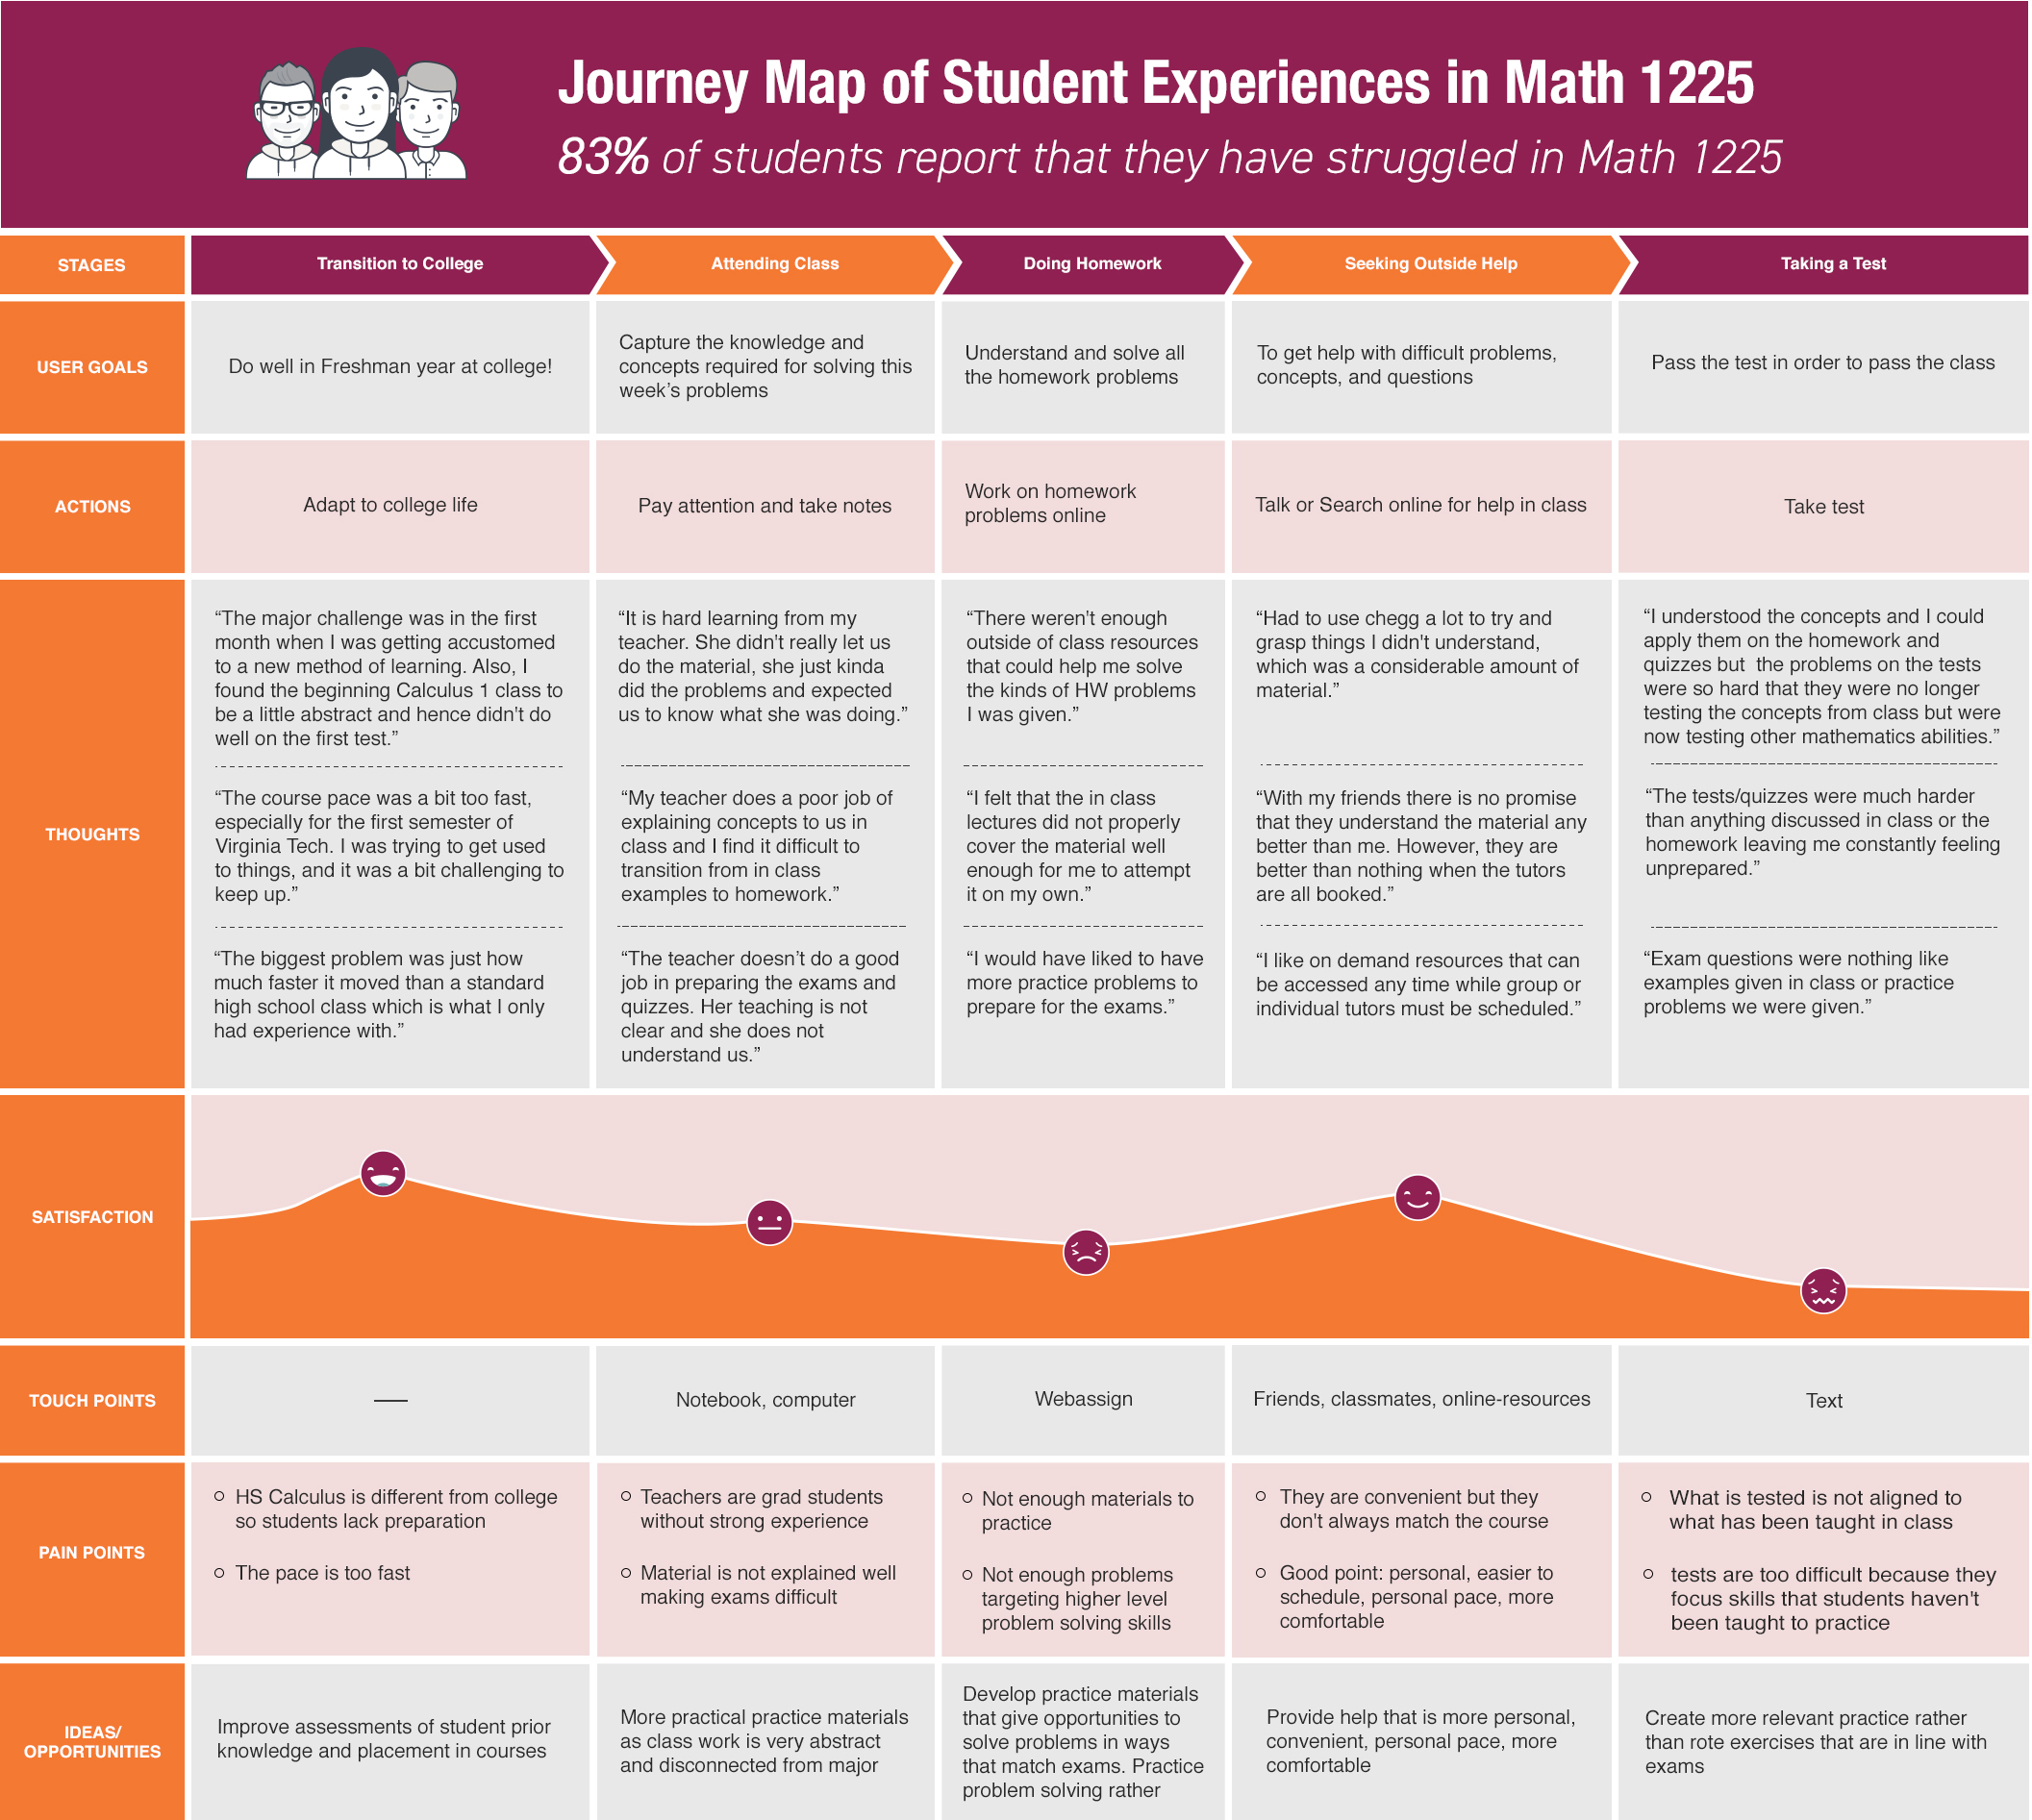 Journey Map of Student Experiences in Math 1225
83% of students report that they have struggled in Math 1225
STAGES
Transition to College
Attending Class
Doing Homework
Seeking Outside Help
Taking a Test
USER GOALS
Do well in Freshman year at college!
Capture the knowledge and
concepts required for solving this
week's problems
Understand and solve all
the homework problems
To get help with difficult problems,
concepts, and questions
Pass the test in order to pass the class
ACTIONS
Adapt to college life
Pay attention and take notes
Work on homework
problems online
Talk or Search online for help in class
Take test
THOUGHTS
“The major challenge was in the first
month when I was getting accustomed
to a new method of learning. Also, I
found the beginning Calculus 1 class to
be a little abstract and hence didn't do
well on the first test.”
“The course pace was a bit too fast,
especially for the first semester of
Virginia Tech. I was trying to get used
to things, and it was a bit challenging to
keep up.”
“The biggest problem was just how
much faster it moved than a standard
high school class which is what I only
had experience with.”
“It is hard learning from my
teacher. She didn't really let us
do the material, she just kinda
did the problems and expected
us to know what she was doing.”
“My teacher does a poor job of
explaining concepts to us in
class and I find it difficult to
transition from in class
examples to homework.”
“The teacher doesn't do a good
job in preparing the exams and
quizzes. Her teaching is not
clear and she does not
understand us.”
“There weren't enough
outside of class resources
that could help me solve
the kinds of HW problems
I was given.”
“I felt that the in class
lectures did not properly
cover the material well
enough for me to attempt
it on my own.”
“I would have liked to have
more practice problems to
prepare for the exams.”
“Had to use chegg a lot to try and
grasp things I didn't understand,
which was a considerable amount of
material.”
“With my friends there is no promise
that they understand the material any
better than me. However, they are
better than nothing when the tutors
are all booked.”
“I like on demand resources that can
be accessed any time while group or
individual tutors must be scheduled.”
“I understood the concepts and I could
apply them on the homework and
quizzes but the problems on the tests
were so hard that they were no longer
testing the concepts from class but were
now testing other mathematics abilities.”
“The tests/quizzes were much harder
than anything discussed in class or the
homework leaving me constantly feeling
unprepared.”
“Exam questions were nothing like
examples given in class or practice
problems we were given.”
SATISFACTION
TOUCH POINTS
—
Notebook, computer
Webassign
Friends, classmates, online-resources
Text
PAIN POINTS
HS Calculus is different from college
so students lack preparation
The pace is too fast
Teachers are grad students
without strong experience
Material is not explained well
making exams difficult
Not enough materials to
practice
Not enough problems
targeting higher level
problem solving skills
They are convenient but they
don't always match the course
Good point: personal, easier to
schedule, personal pace, more
comfortable
What is tested is not aligned to
what has been taught in class
tests are too difficult because they
focus skills that students haven't
been taught to practice
IDEAS/
OPPORTUNITIES
Improve assessments of student prior
knowledge and placement in courses
More practical practice materials
as class work is very abstract
and disconnected from major
Develop practice materials
that give opportunities to
solve problems in ways
that match exams. Practice
problem solving rather
Provide help that is more personal,
convenient, personal pace, more
comfortable
Create more relevant practice rather
than rote exercises that are in line with
exams